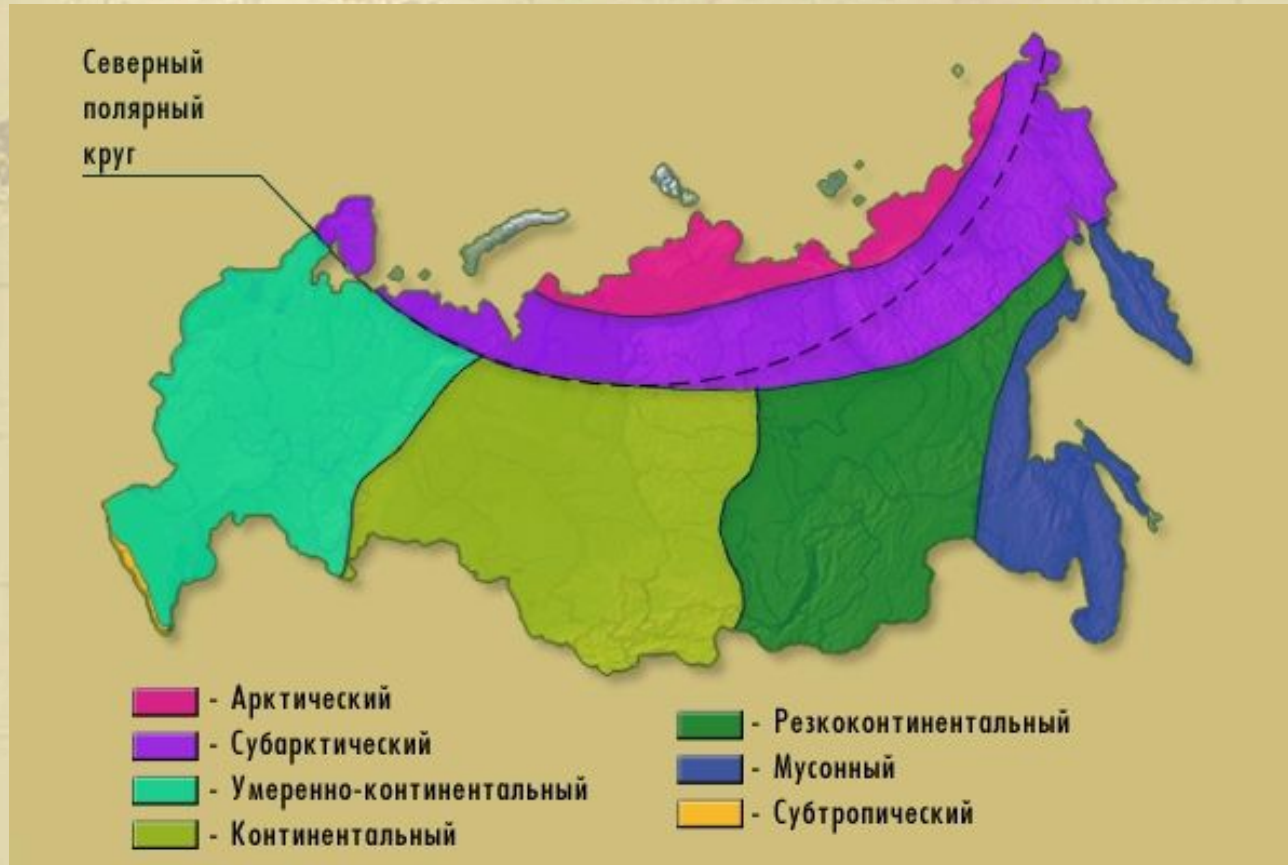 Северный
полярный
круг
- Арктический
- Субарктический
- Умеренно-континентальный
- Континентальный
- Резкоконтинентальный
- Мусонный
- Субтропический